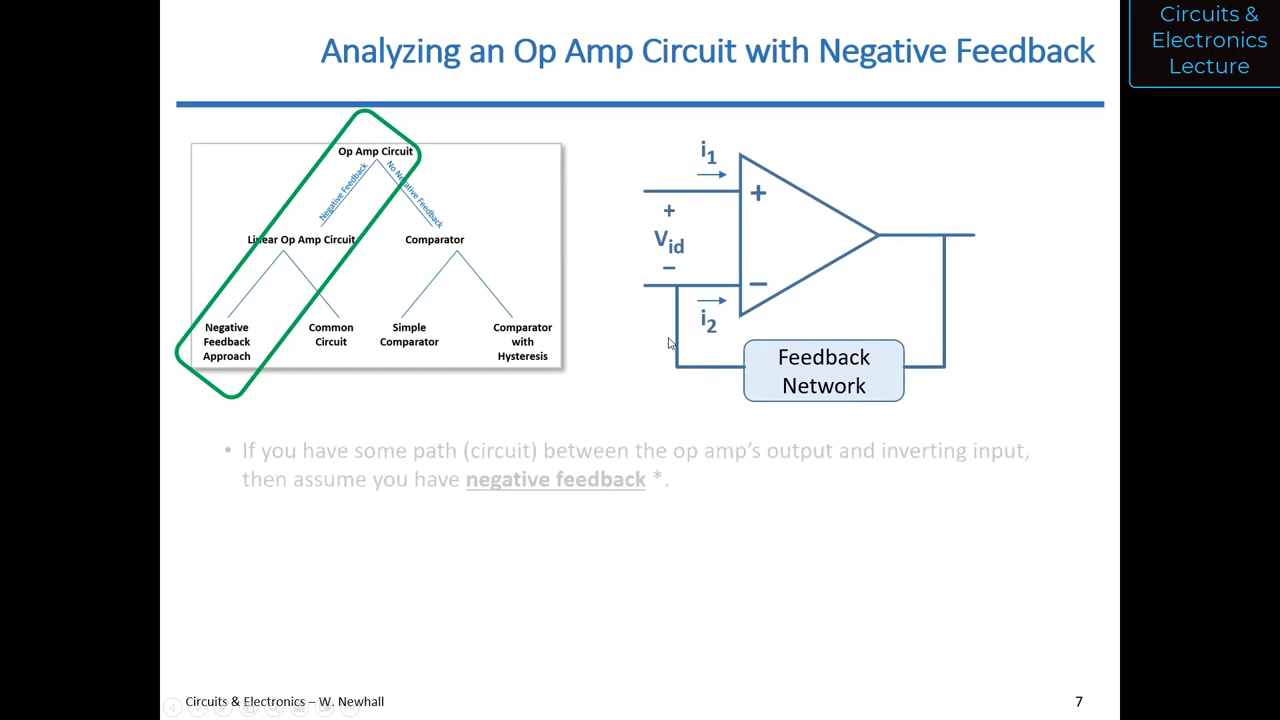 Circuits &
Electronics
Lecture
Analyzing an Op Amp Circuit with Negative Feedback
Op Amp Circuit
Negative Feedback
No Negative Feedback
Linear Op Amp Circuit
Comparator
Negative
Feedback
Approach
Common
Circuit
Simple
Comparator
Comparator
with
Hysteresis
i1
+
+
Vid
−
−
i2
Feedback
Network
• If you have some path (circuit) between the op amp’s output and inverting input,
then assume you have negative feedback *.
Circuits & Electronics – W. Newhall
7